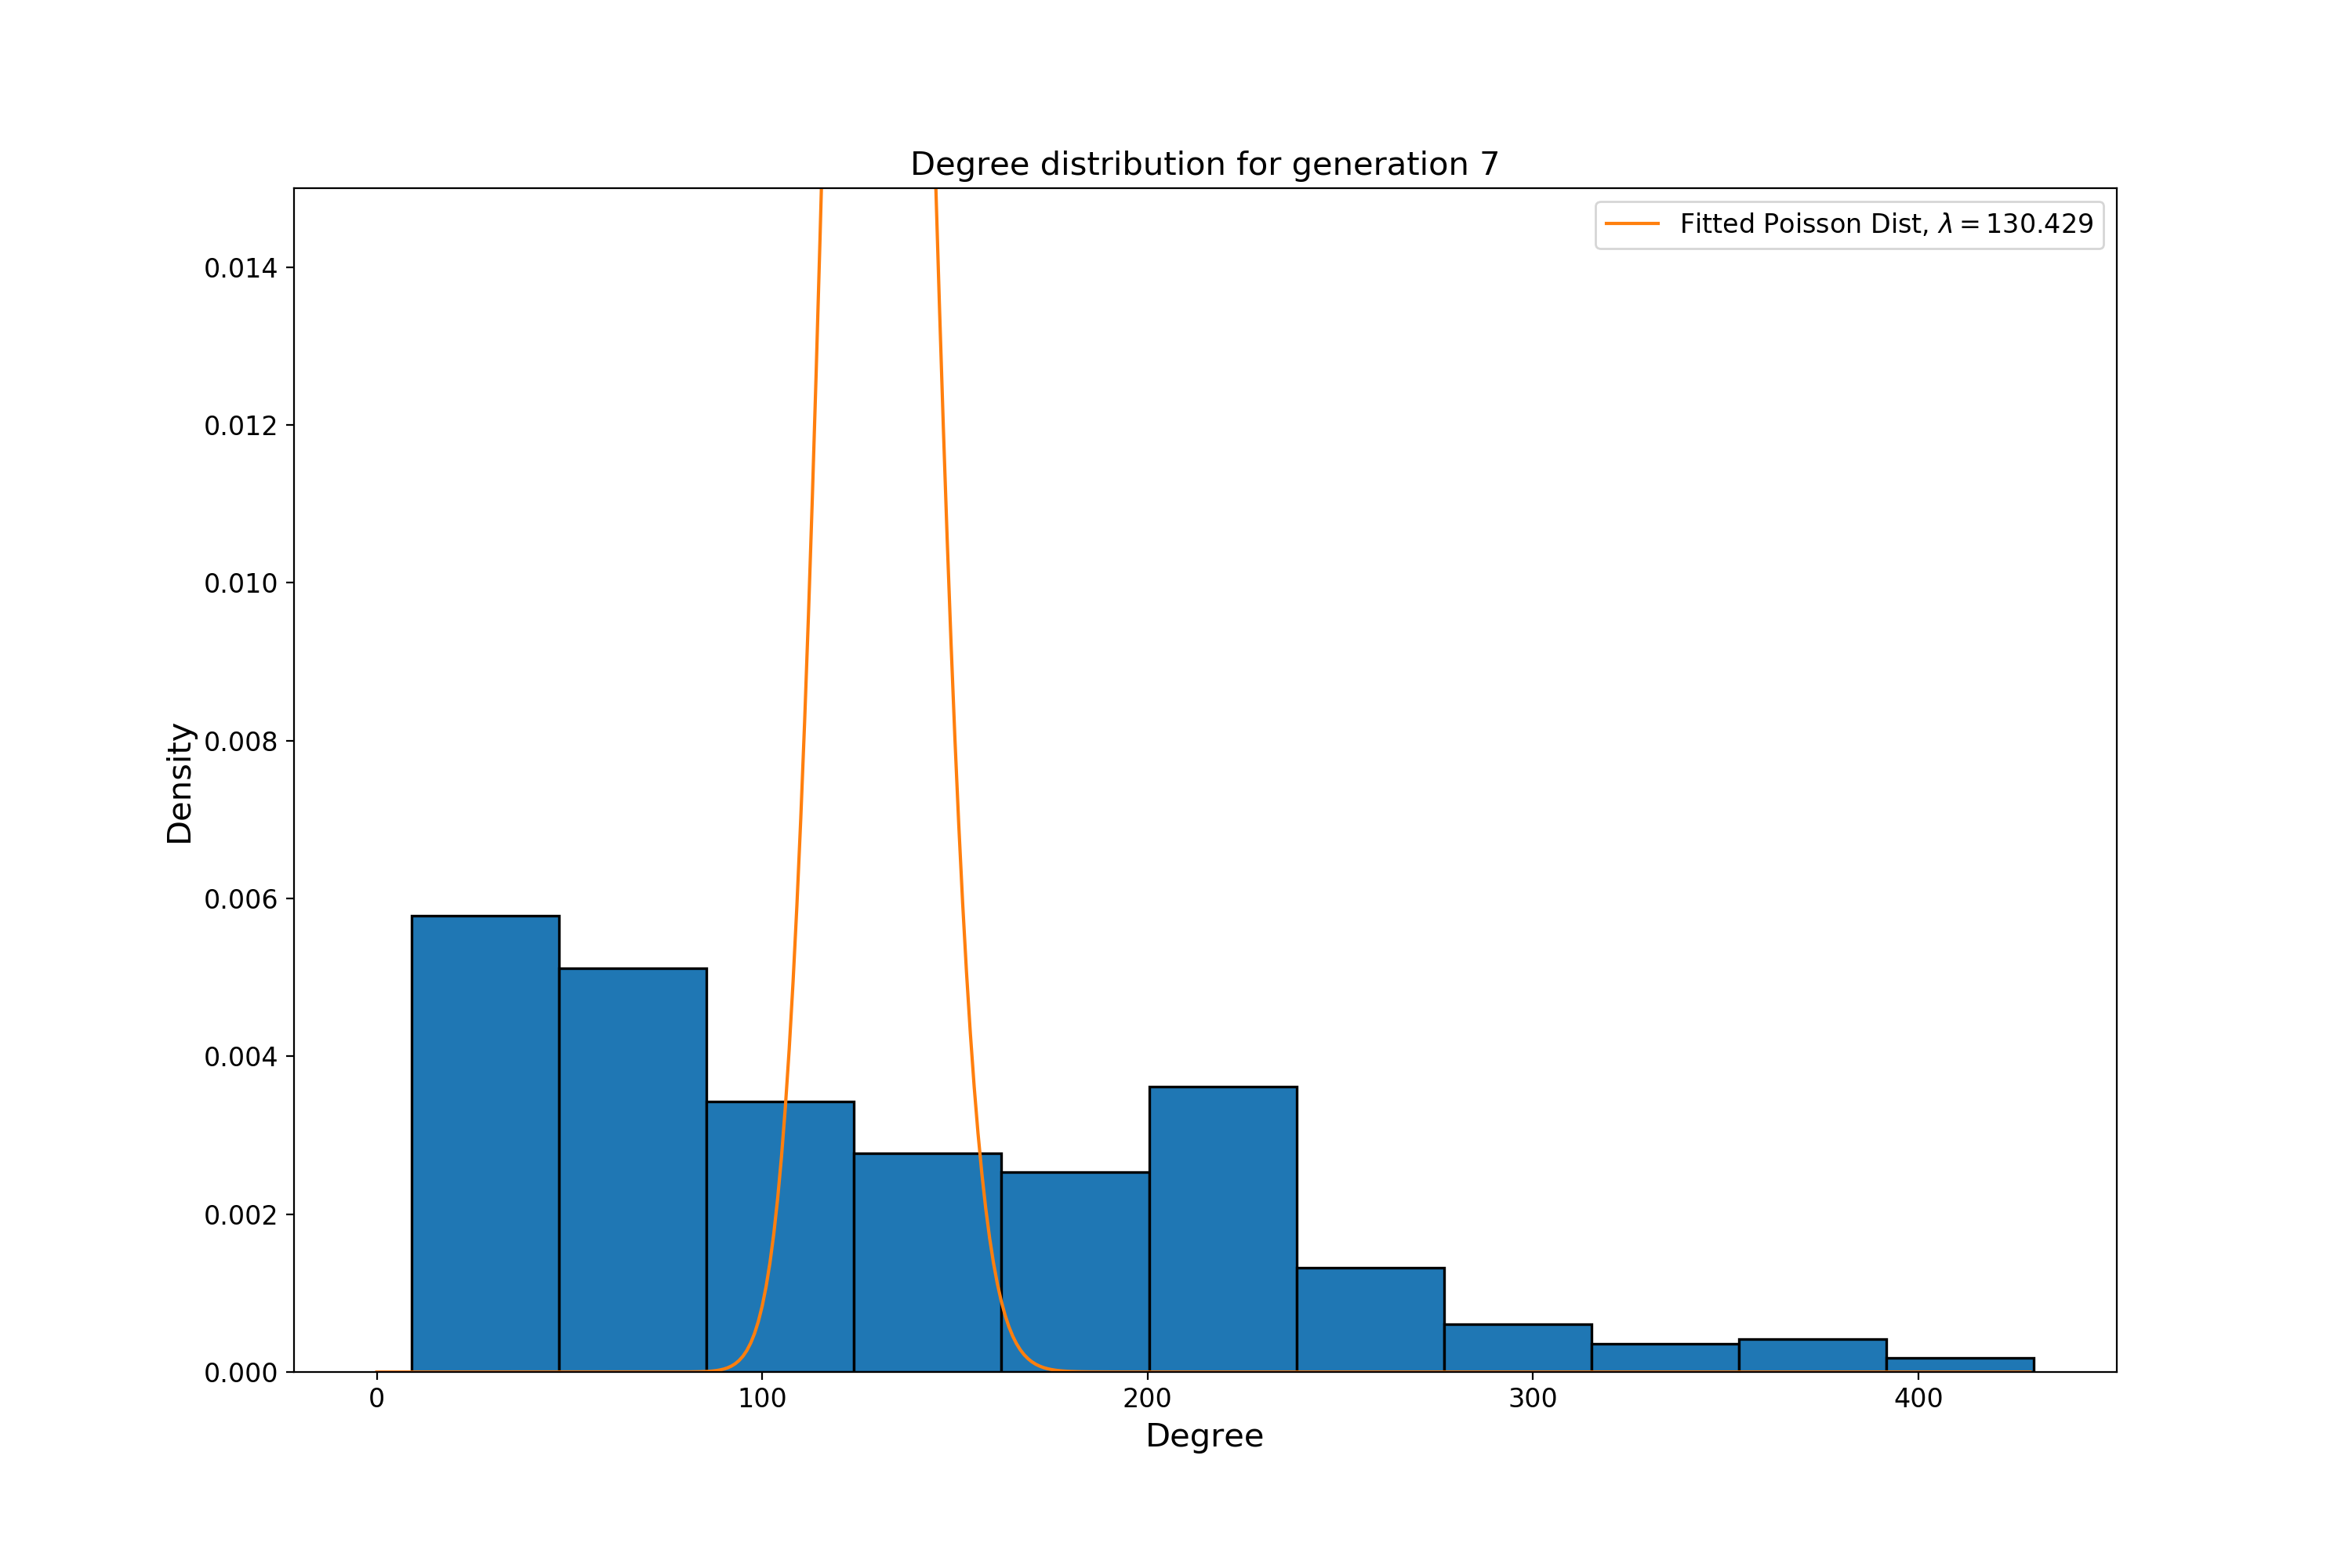 Degree distribution for generation 7
Fitted Poisson Dist, λ = 130.429
0.014
0.012
0.010
0.008
0.006
0.004
0.002
0.000
Density
0 100 200 300 400
Degree